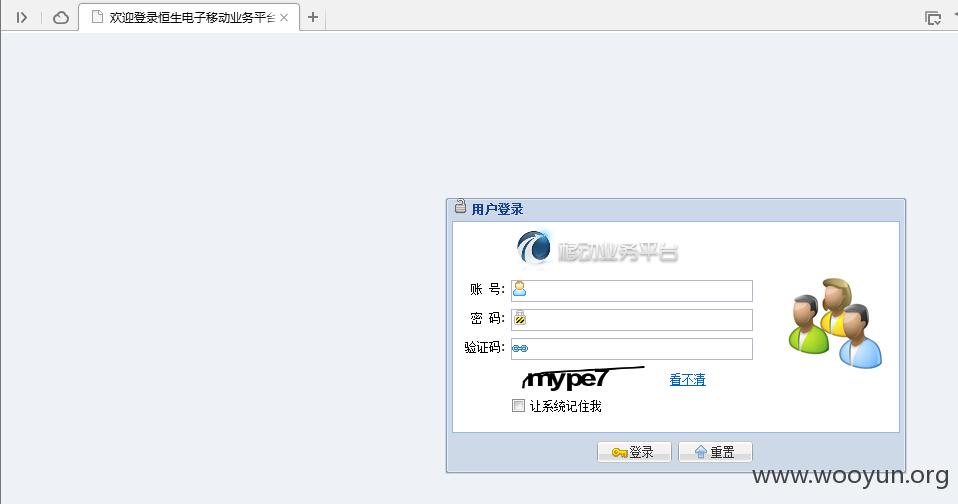 欢迎登录恒生电子移动业务平台
用户登录
移动业务平台
账 号:
密 码:
验证码:
mype7
看不清
让系统记住我
登录
重置
www.wooyun.org